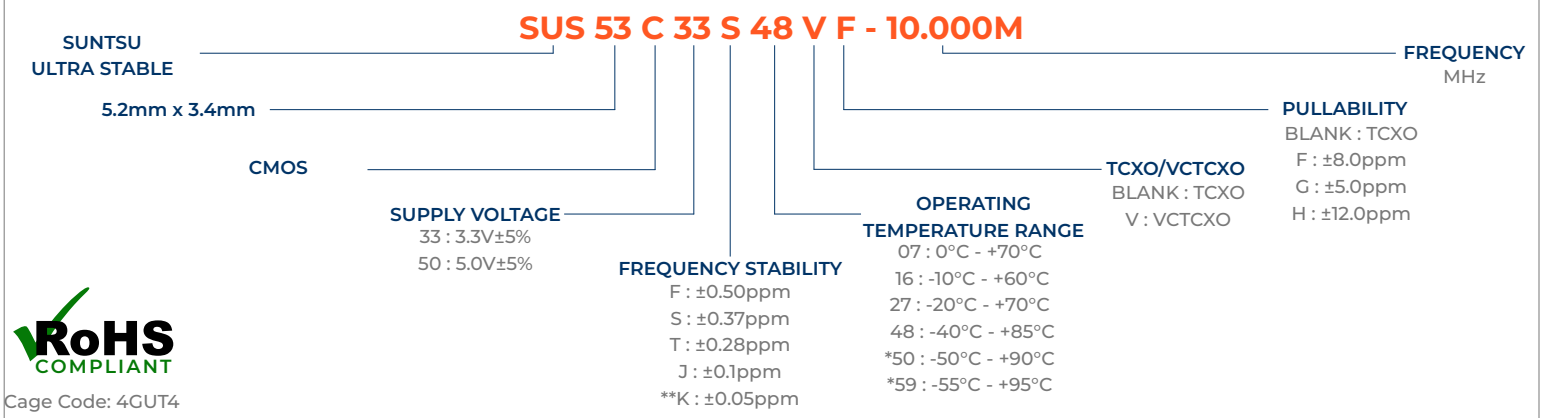 SUS 53 C 33 S 48 V F - 10.000M
SUNTSU
ULTRA STABLE
5.2mm x 3.4mm
CMOS
SUPPLY VOLTAGE
33 : 3.3V±5%
50 : 5.0V±5%
FREQUENCY STABILITY
F : ±0.50ppm
S : ±0.37ppm
T : ±0.28ppm
J : ±0.1ppm
**K : ±0.05ppm
OPERATING
TEMPERATURE RANGE
07 : 0°C - +70°C
16 : -10°C - +60°C
27 : -20°C - +70°C
48 : -40°C - +85°C
*50 : -50°C - +90°C
*59 : -55°C - +95°C
TCXO/VCTCXO
BLANK : TCXO
V : VCTCXO
PULLABILITY
BLANK : TCXO
F : ±8.0ppm
G : ±5.0ppm
H : ±12.0ppm
FREQUENCY
MHz
RoHS
COMPLIANT
Cage Code: 4GUT4